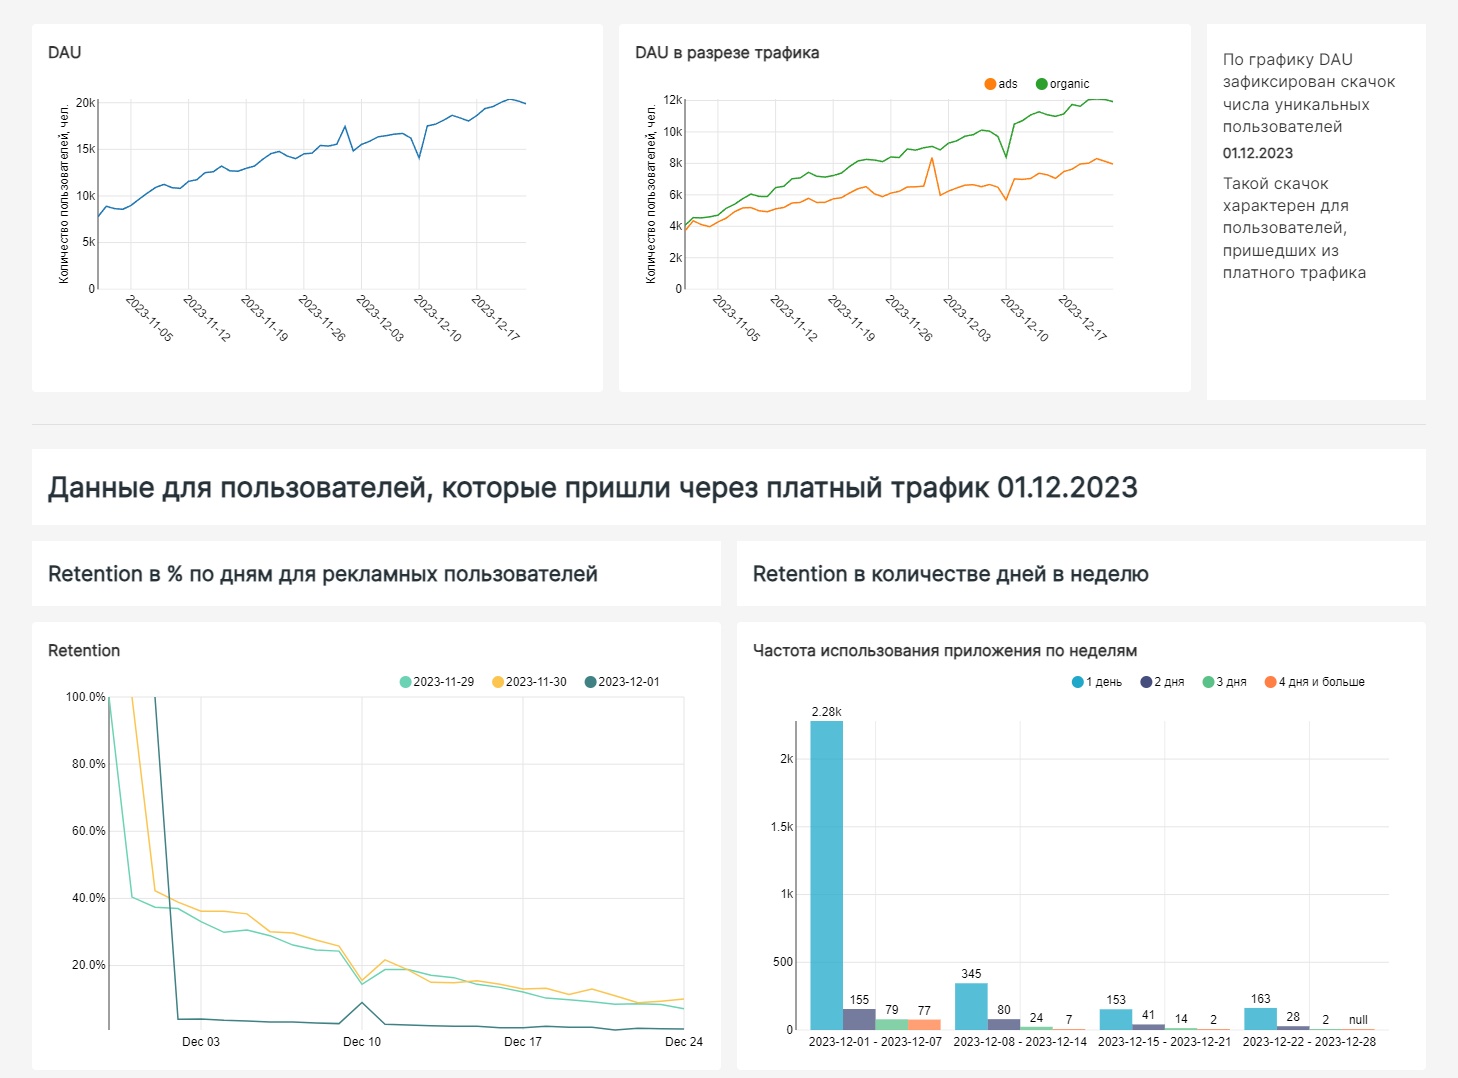 DAU
Количество пользователей, чел.
20k
15k
10k
5k
0
2023-11-05
2023-11-12
2023-11-19
2023-11-26
2023-12-03
2023-12-10
2023-12-17
DAU в разрезе трафика
ads
organic
Количество пользователей, чел.
12k
10k
8k
6k
4k
2k
0
2023-11-05
2023-11-12
2023-11-19
2023-11-26
2023-12-03
2023-12-10
2023-12-17
По графику DAU
зафиксирован скачок
числа уникальных
пользователей
01.12.2023
Такой скачок
характерен для
пользователей,
пришедших из
платного трафика
Данные для пользователей, которые пришли через платный трафик 01.12.2023
Retention в % по дням для рекламных пользователей
Retention
2023-11-29
2023-11-30
2023-12-01
100.0%
80.0%
60.0%
40.0%
20.0%
Dec 03
Dec 10
Dec 17
Dec 24
Retention в количестве дней в неделю
Частота использования приложения по неделям
1 день
2 дня
3 дня
4 дня и больше
2k
1.5k
1k
500
0
2.28k
155
79
77
345
80
24
7
153
41
14
2
163
28
2
null
2023-12-01 - 2023-12-07
2023-12-08 - 2023-12-14
2023-12-15 - 2023-12-21
2023-12-22 - 2023-12-28